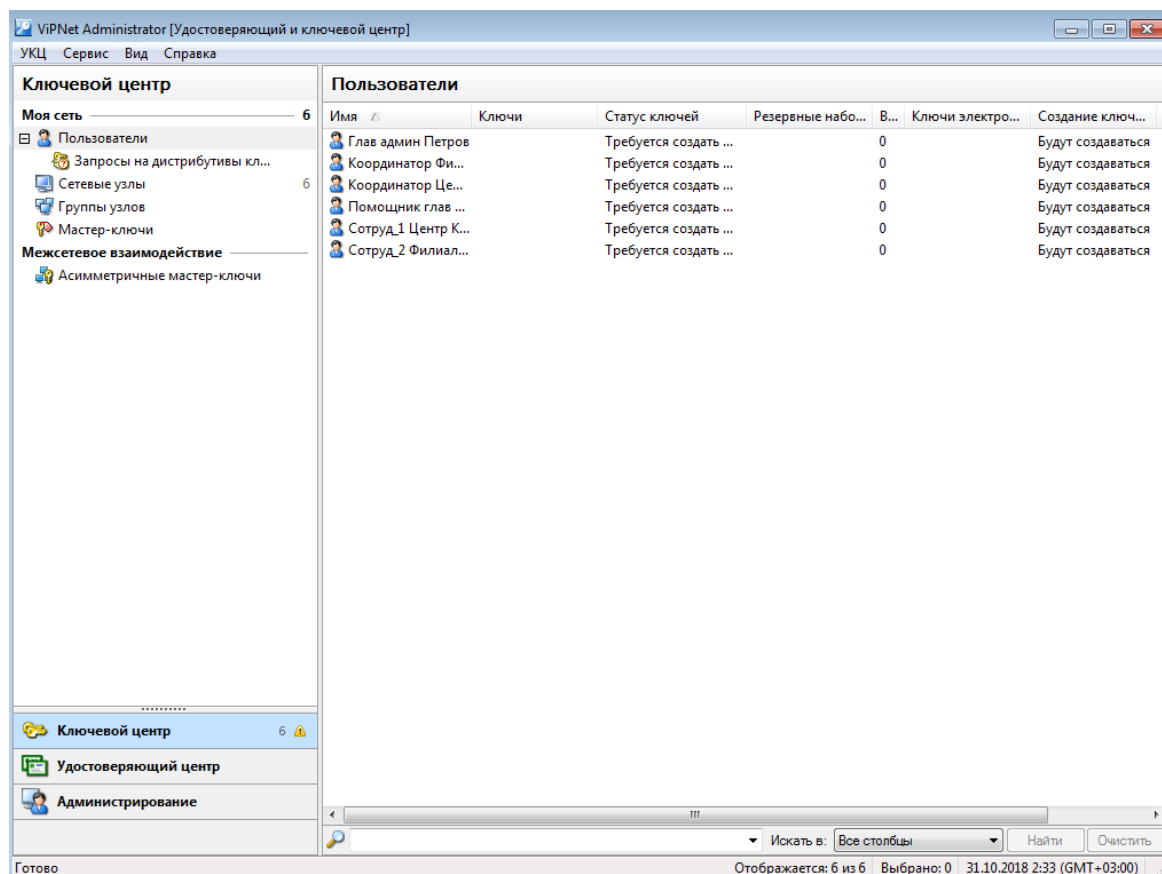 ViPNet Administrator [Удостоверяющий и ключевой центр]
УКЦ Сервис Вид Справка
Ключевой центр
Моя сеть 6
Пользователи
Запросы на дистрибутивы кл...
Сетевые узлы 6
Группы узлов
Мастер-ключи
Межсетевое взаимодействие
Асимметричные мастер-ключи
Ключевой центр 6
Удостоверяющий центр
Администрирование
Пользователи
Имя Ключи Статус ключей Резервные набо... В... Ключи электро... Создание ключ...
Глав админ Петров Требуется создать ... 0 Будут создаваться
Координатор Фи... Требуется создать ... 0 Будут создаваться
Координатор Це... Требуется создать ... 0 Будут создаваться
Помощник глав ... Требуется создать ... 0 Будут создаваться
Сотруд_1 Центр К... Требуется создать ... 0 Будут создаваться
Сотруд_2 Филиал... Требуется создать ... 0 Будут создаваться
Искать в: Все столбцы Найти Очистить
Готово Отображается: 6 из 6 Выбрано: 0 31.10.2018 2:33 (GMT+03:00)